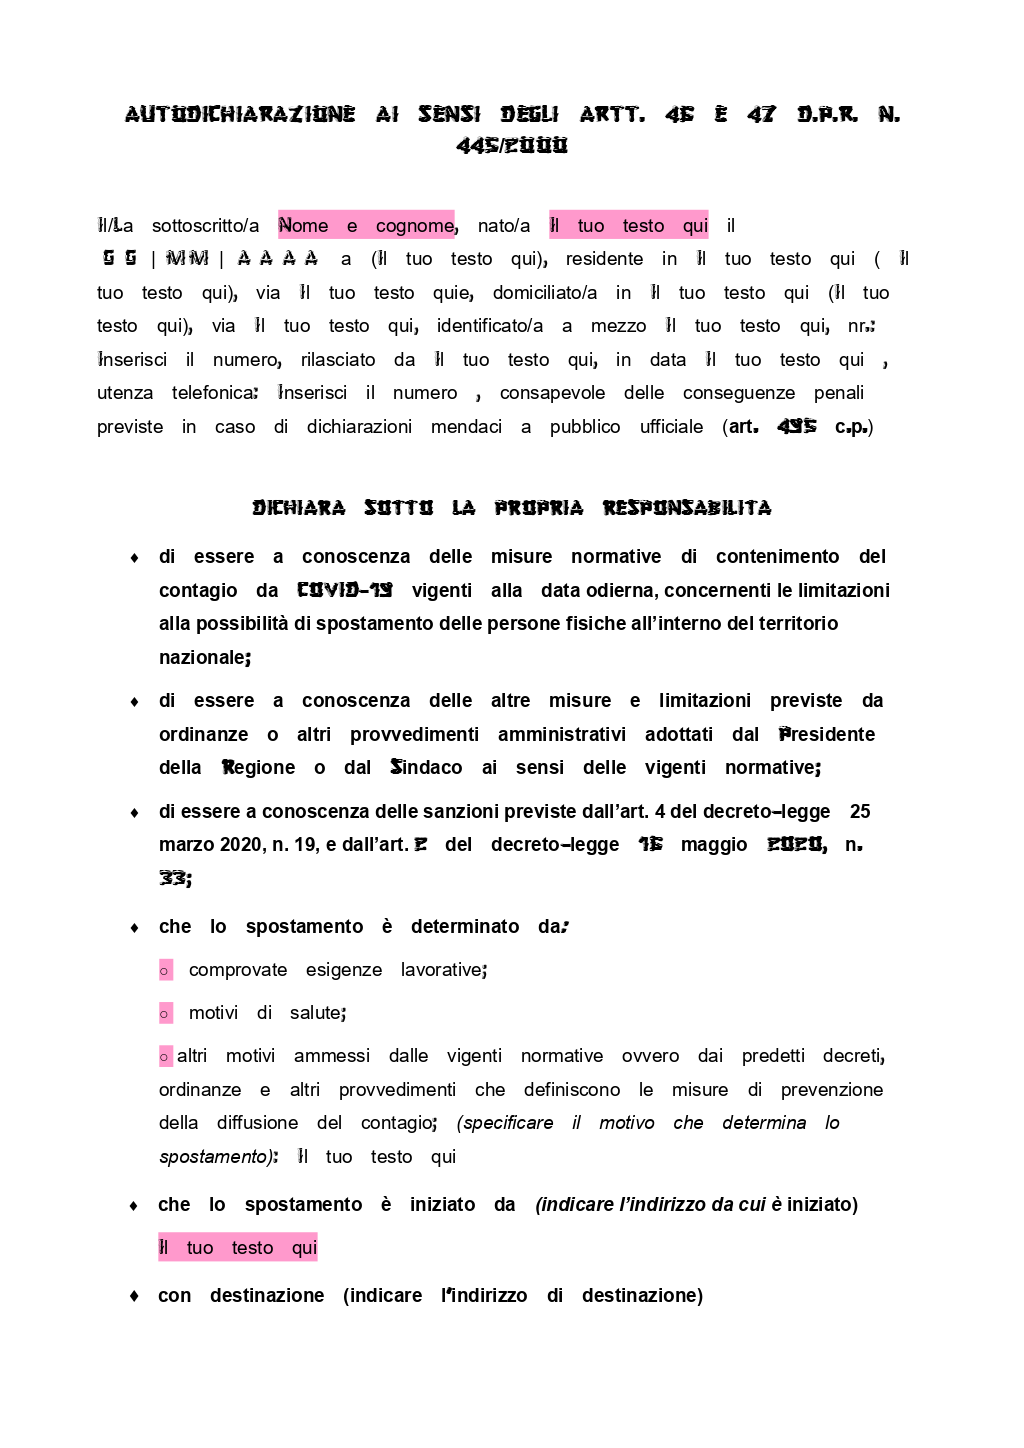 AUTODICHIARAZIONE AI SENSI DEGLI ARTT. 46 E 47 D.P.R. N.
445/2000
Il/La sottoscritto/a Nome e cognome, nato/a Il tuo testo qui il
G G | M M | A A A A a (Il tuo testo qui), residente in Il tuo testo qui ( Il
tuo testo qui), via Il tuo testo quie, domiciliato/a in Il tuo testo qui (Il tuo
testo qui), via Il tuo testo qui, identificato/a a mezzo Il tuo testo qui, nr.:
Inserisci il numero, rilasciato da Il tuo testo qui, in data Il tuo testo qui ,
utenza telefonica: Inserisci il numero , consapevole delle conseguenze penali
previste in caso di dichiarazioni mendaci a pubblico ufficiale (art. 495 c.p.)
DICHIARA SOTTO LA PROPRIA RESPONSABILITA
♦ di essere a conoscenza delle misure normative di contenimento del
contagio da COVID-19 vigenti alla data odierna, concernenti le limitazioni
alla possibilità di spostamento delle persone fisiche all’interno del territorio
nazionale;
♦ di essere a conoscenza delle altre misure e limitazioni previste da
ordinanze o altri provvedimenti amministrativi adottati dal Presidente
della Regione o dal Sindaco ai sensi delle vigenti normative;
♦ di essere a conoscenza delle sanzioni previste dall’art. 4 del decreto-legge 25
marzo 2020, n. 19, e dall’art. 2 del decreto-legge 16 maggio 2020, n.
33;
♦ che lo spostamento è determinato da:
○ comprovate esigenze lavorative;
○ motivi di salute;
○ altri motivi ammessi dalle vigenti normative ovvero dai predetti decreti,
ordinanze e altri provvedimenti che definiscono le misure di prevenzione
della diffusione del contagio; (specificare il motivo che determina lo
spostamento): Il tuo testo qui
♦ che lo spostamento è iniziato da (indicare l’indirizzo da cui è iniziato)
Il tuo testo qui
♦ con destinazione (indicare l'indirizzo di destinazione)